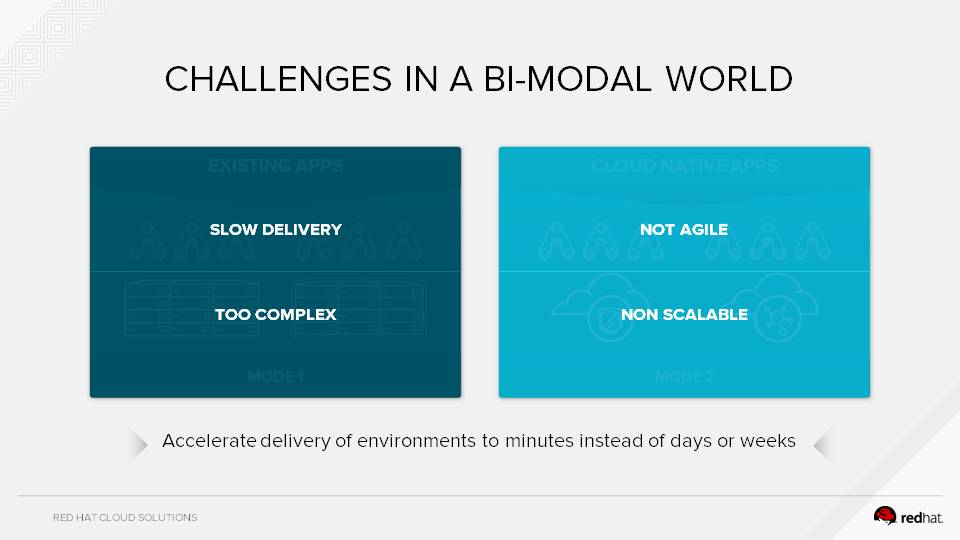 CHALLENGES IN A BI-MODAL WORLD
EXISTING APPS
SLOW DELIVERY
TOO COMPLEX
MODE 1
CLOUD NATIVE APPS
NOT AGILE
NON SCALABLE
MODE 2
Accelerate delivery of environments to minutes instead of days or weeks
RED HAT CLOUD SOLUTIONS
redhat.